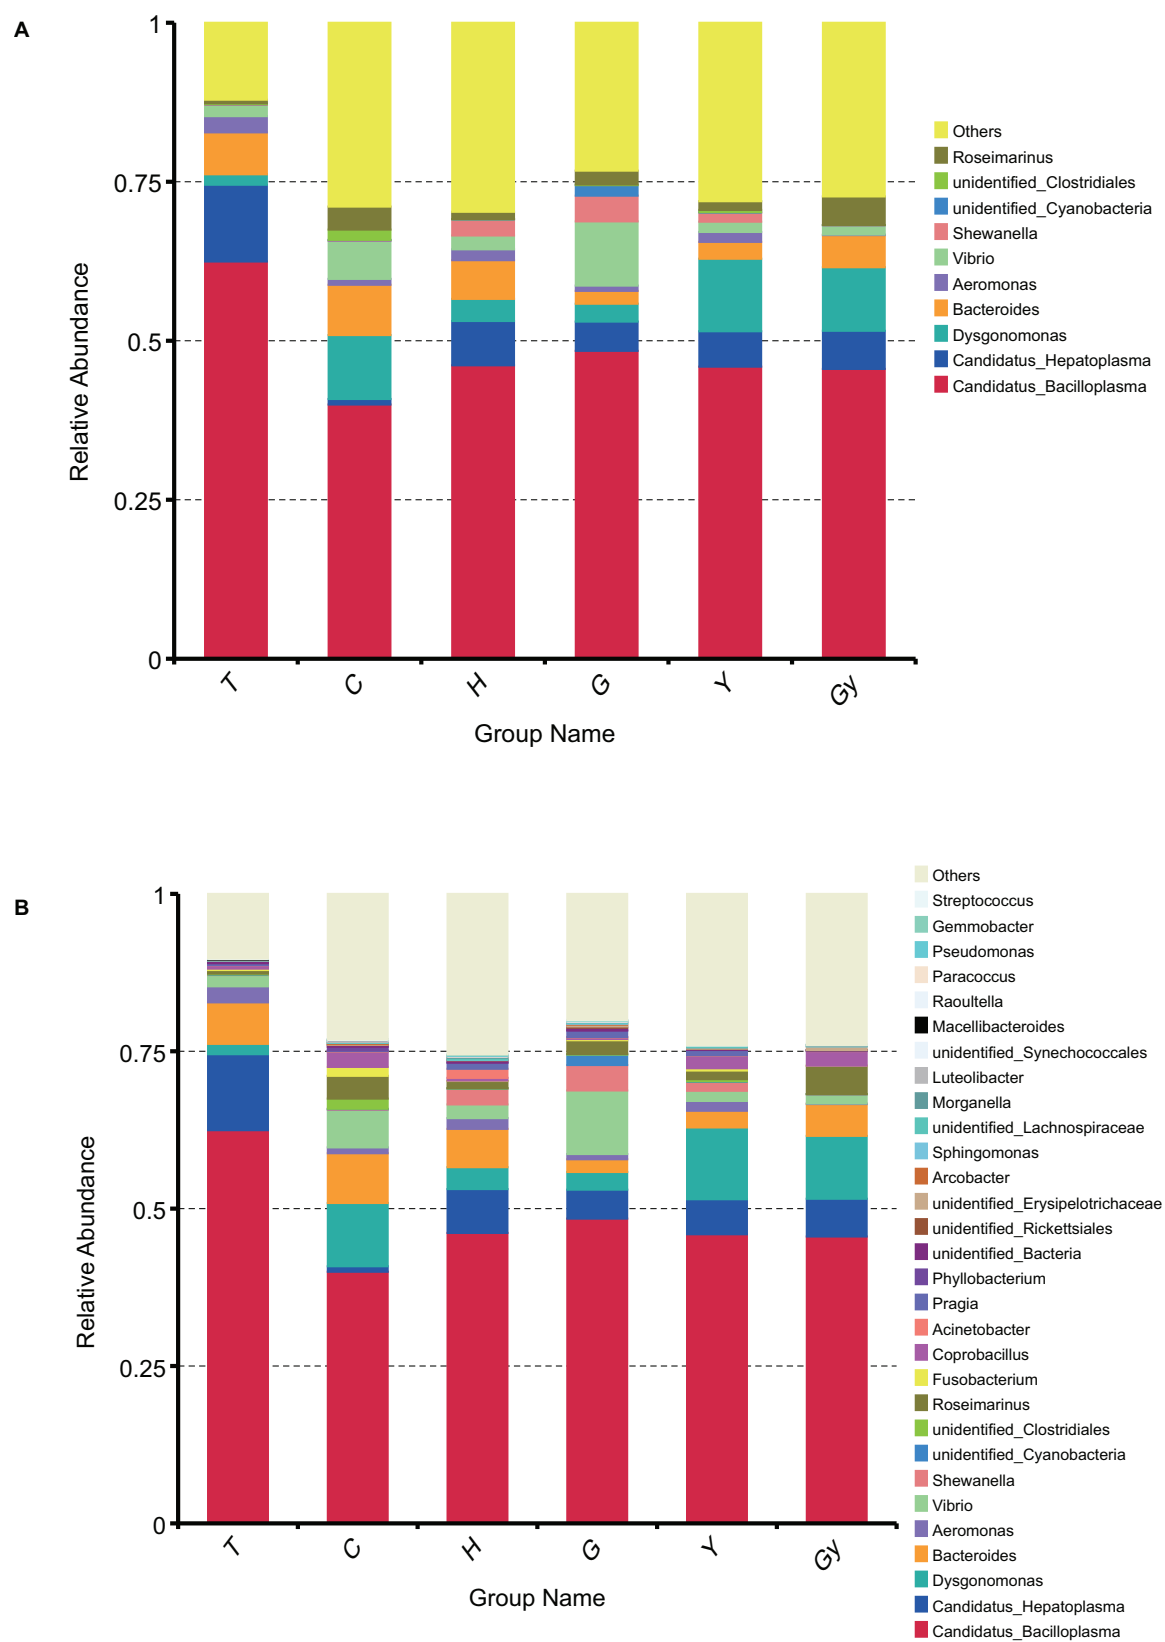 A
1
0.75
0.5
0.25
0
Relative Abundance
T
C
H
G
Y
Gy
Group Name
Others
Roseimarinus
unidentified_Clostridiales
unidentified_Cyanobacteria
Shewanella
Vibrio
Aeromonas
Bacteroides
Dysgonomonas
Candidatus_Hepatoplasma
Candidatus_Bacilloplasma
B
1
0.75
0.5
0.25
0
Relative Abundance
T
C
H
G
Y
Gy
Group Name
Others
Streptococcus
Gemmobacter
Pseudomonas
Paracoccus
Raoultella
Macellibacteroides
unidentified_Synechococcales
Luteolibacter
Morganella
unidentified_Lachnospiraceae
Sphingomonas
Arcobacter
unidentified_Erysipelotrichaceae
unidentified_Rickettsiales
unidentified_Bacteria
Phyllobacterium
Pragia
Acinetobacter
Coprobacillus
Fusobacterium
Roseimarinus
unidentified_Clostridiales
unidentified_Cyanobacteria
Shewanella
Vibrio
Aeromonas
Bacteroides
Dysgonomonas
Candidatus_Hepatoplasma
Candidatus_Bacilloplasma